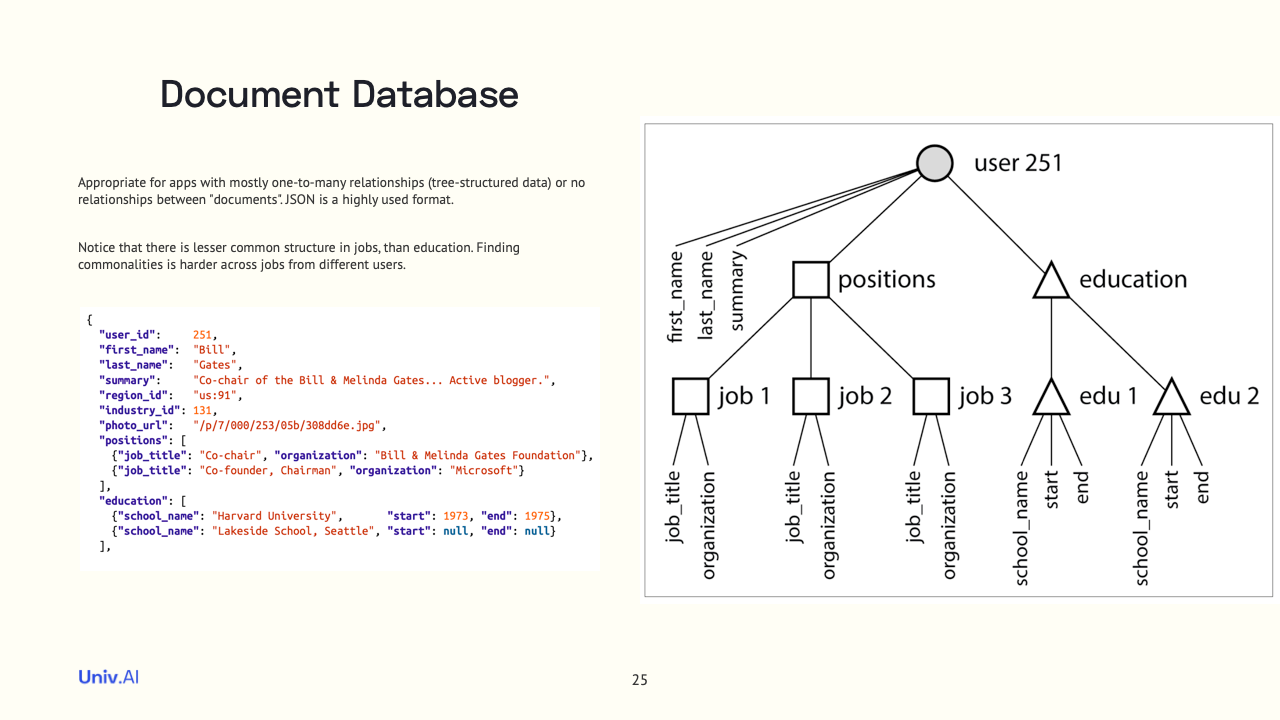 Document Database
Appropriate for apps with mostly one-to-many relationships (tree-structured data) or no
relationships between "documents". JSON is a highly used format.
Notice that there is lesser common structure in jobs, than education. Finding
commonalities is harder across jobs from different users.
{
"user_id": 251,
"first_name": "Bill",
"last_name": "Gates",
"summary": "Co-chair of the Bill & Melinda Gates... Active blogger.",
"region_id": "us:91",
"industry_id": 131,
"photo_url": "/p/7/000/253/05b/308dd6e.jpg",
"positions": [
{"job_title": "Co-chair", "organization": "Bill & Melinda Gates Foundation"},
{"job_title": "Co-founder, Chairman", "organization": "Microsoft"}
],
"education": [
{"school_name": "Harvard University", "start": 1973, "end": 1975},
{"school_name": "Lakeside School, Seattle", "start": null, "end": null}
],
user 251
first_name
last_name
summary
positions
education
job 1
job 2
job 3
edu 1
edu 2
job_title
organization
job_title
organization
job_title
organization
school_name
start
end
school_name
start
end
Univ.AI
25